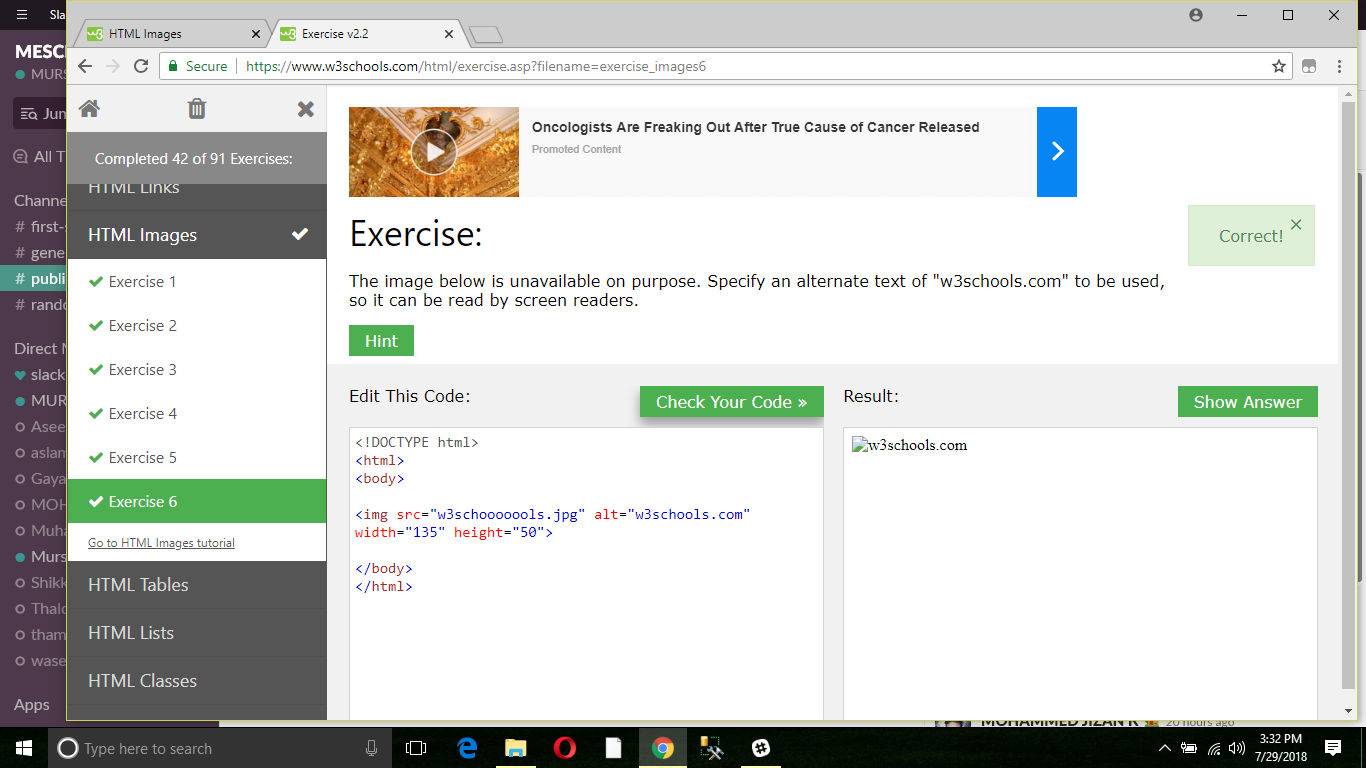 Sla
HTML Images
Exercise v2.2
Secure
https://www.w3schools.com/html/exercise.asp?filename=exercise_images6
MESC
MURS
Jum
All T
Channe
# first-s
# gene
# publi
# rando
Direct M
slack
MUR
Asee
aslam
Gaya
MOH
Muha
Murs
Shikk
Thalo
tham
wase
Apps
Completed 42 of 91 Exercises:
HTML Links
HTML Images
Exercise 1
Exercise 2
Exercise 3
Exercise 4
Exercise 5
Exercise 6
Go to HTML Images tutorial
HTML Tables
HTML Lists
HTML Classes
Oncologists Are Freaking Out After True Cause of Cancer Released
Promoted Content
Exercise:
Correct!
The image below is unavailable on purpose. Specify an alternate text of "w3schools.com" to be used,
so it can be read by screen readers.
Hint
Edit This Code:
Check Your Code »
Result:
Show Answer
<!DOCTYPE html>
<html>
<body>
<img src="w3schooooools.jpg" alt="w3schools.com"
width="135" height="50">
</body>
</html>
w3schools.com
MOHAMMED JIZAN K
20 hours ago
Type here to search
3:32 PM
7/29/2018